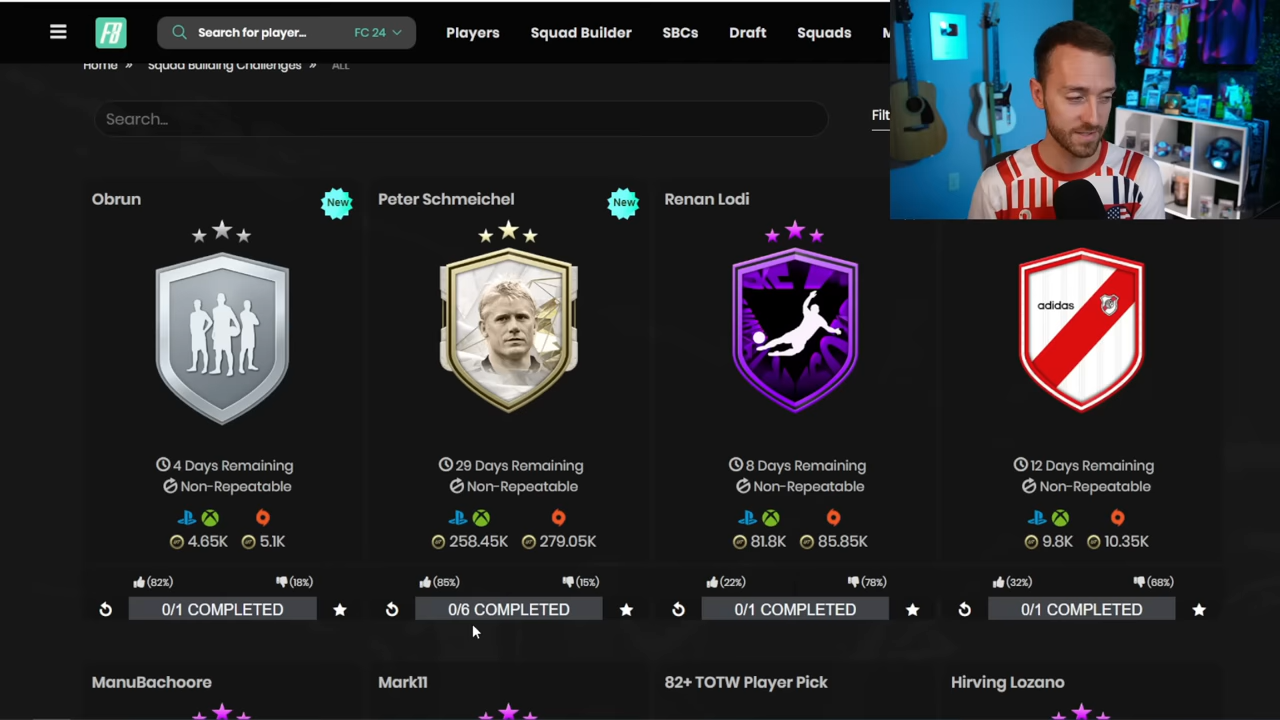 FB
Search for player...
FC 24
Players
Squad Builder
SBCs
Draft
Squads
M
Home » Squad Building Challenges » ALL
Search...
Filt
Obrun
New
4 Days Remaining
Non-Repeatable
4.65K 5.1K
(82%) (18%)
0/1 COMPLETED
Peter Schmeichel
New
29 Days Remaining
Non-Repeatable
258.45K 279.05K
(85%) (15%)
0/6 COMPLETED
Renan Lodi
8 Days Remaining
Non-Repeatable
81.8K 85.85K
(22%) (78%)
0/1 COMPLETED
adidas
12 Days Remaining
Non-Repeatable
9.8K 10.35K
(32%) (68%)
0/1 COMPLETED
ManuBachoore
Mark11
82+ TOTW Player Pick
Hirving Lozano